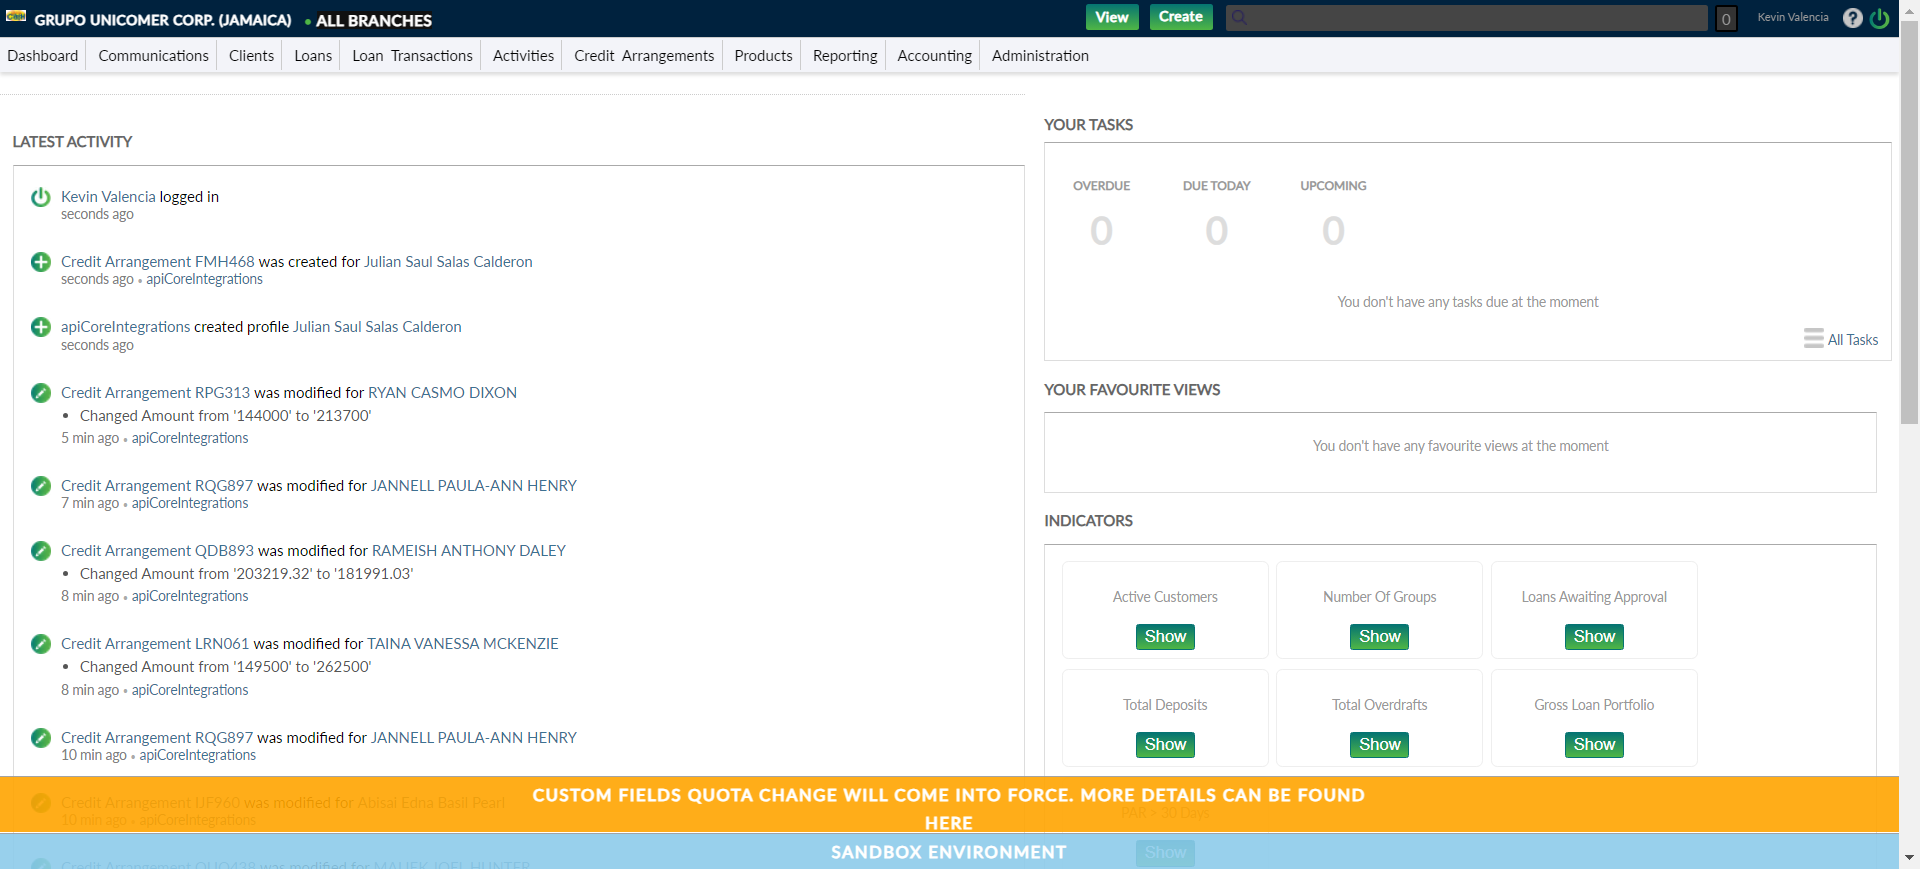 GRUPO UNICOMER CORP. (JAMAICA) • ALL BRANCHES
View Create 0 Kevin Valencia ?
Dashboard Communications Clients Loans Loan Transactions Activities Credit Arrangements Products Reporting Accounting Administration
LATEST ACTIVITY
Kevin Valencia logged in
seconds ago
Credit Arrangement FMH468 was created for Julian Saul Salas Calderon
seconds ago • apiCoreIntegrations
apiCoreIntegrations created profile Julian Saul Salas Calderon
seconds ago
Credit Arrangement RPG313 was modified for RYAN CASMO DIXON
• Changed Amount from '144000' to '213700'
5 min ago • apiCoreIntegrations
Credit Arrangement RQG897 was modified for JANNELL PAULA-ANN HENRY
7 min ago • apiCoreIntegrations
Credit Arrangement QDB893 was modified for RAMEISH ANTHONY DALEY
• Changed Amount from '203219.32' to '181991.03'
8 min ago • apiCoreIntegrations
Credit Arrangement LRN061 was modified for TAINA VANESSA MCKENZIE
• Changed Amount from '149500' to '262500'
8 min ago • apiCoreIntegrations
Credit Arrangement RQG897 was modified for JANNELL PAULA-ANN HENRY
10 min ago • apiCoreIntegrations
Credit Arrangement IJF960 was modified for Abisai Edna Basil Pearl
10 min ago • apiCoreIntegrations
YOUR TASKS
OVERDUE DUE TODAY UPCOMING
0 0 0
You don't have any tasks due at the moment
All Tasks
YOUR FAVOURITE VIEWS
You don't have any favourite views at the moment
INDICATORS
Active Customers Number Of Groups Loans Awaiting Approval
Show Show Show
Total Deposits Total Overdrafts Gross Loan Portfolio
Show Show Show
PAR > 30 Days
Show
CUSTOM FIELDS QUOTA CHANGE WILL COME INTO FORCE. MORE DETAILS CAN BE FOUND
HERE
SANDBOX ENVIRONMENT